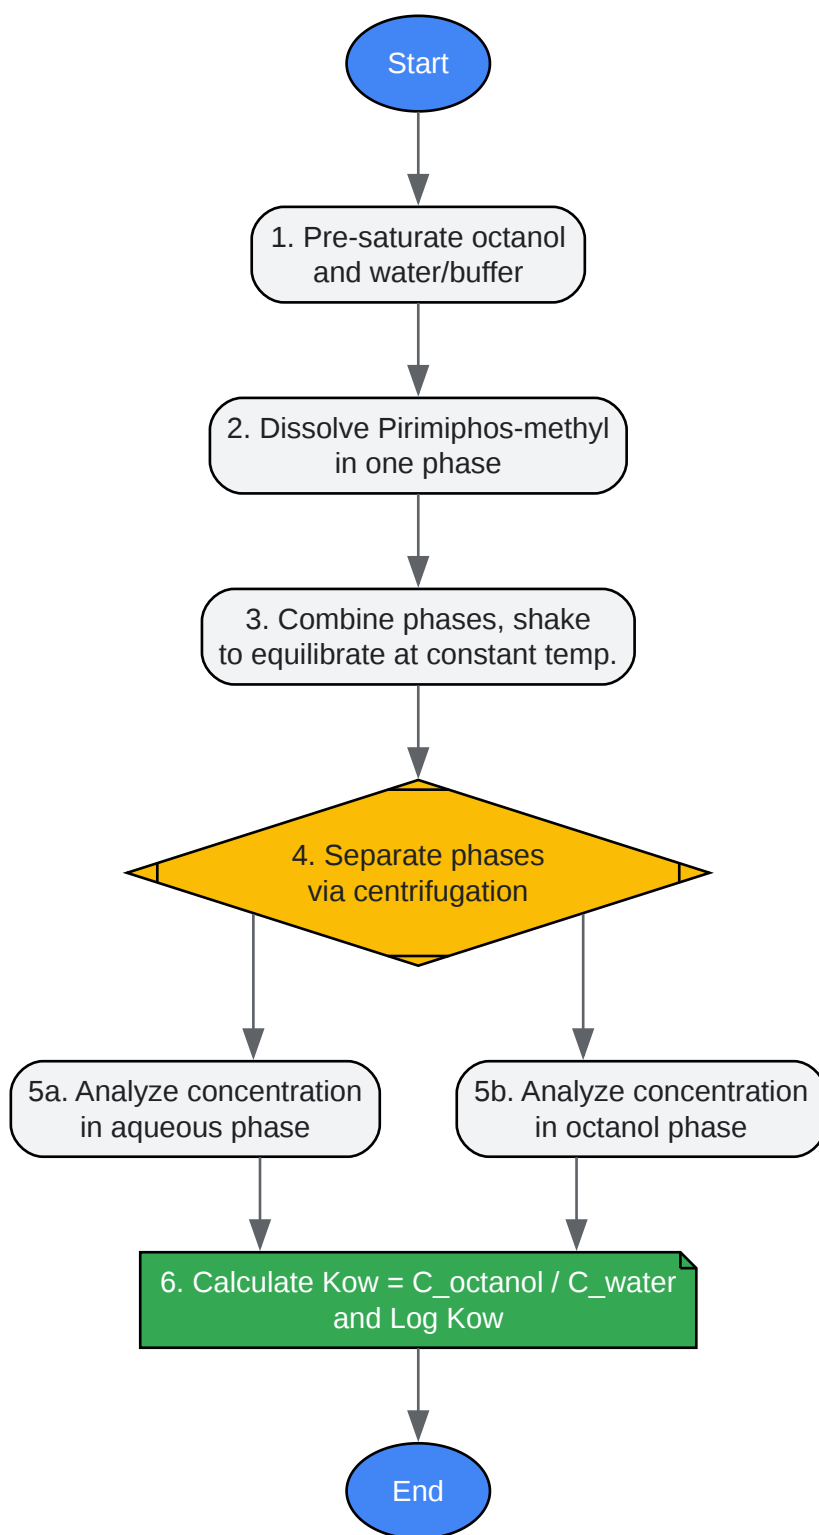 Start
1. Pre-saturate octanol
and water/buffer
2. Dissolve Pirimiphos-methyl
in one phase
3. Combine phases, shake
to equilibrate at constant temp.
4. Separate phases
via centrifugation
5a. Analyze concentration
in aqueous phase
5b. Analyze concentration
in octanol phase
6. Calculate Kow = C_octanol / C_water
and Log Kow
End